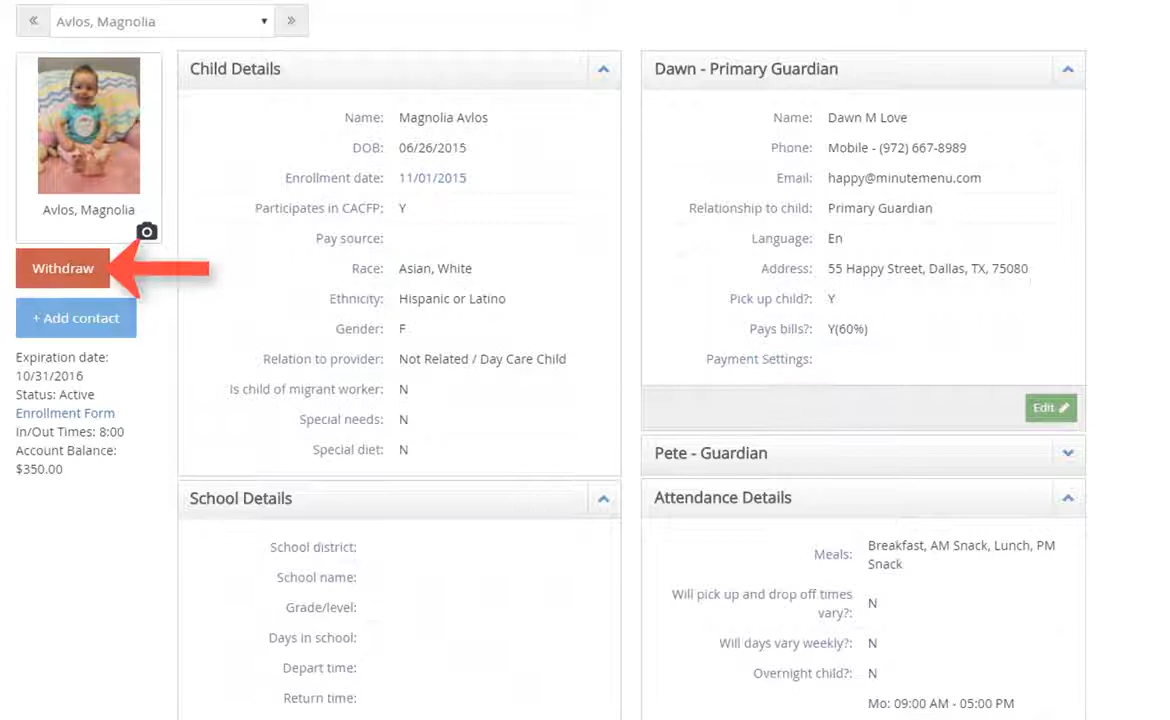 Avlos, Magnolia
Avlos, Magnolia
Withdraw
+ Add contact
Expiration date:
10/31/2016
Status: Active
Enrollment Form
In/Out Times: 8:00
Account Balance:
$350.00
Child Details
Name: Magnolia Avlos
DOB: 06/26/2015
Enrollment date: 11/01/2015
Participates in CACFP: Y
Pay source:
Race: Asian, White
Ethnicity: Hispanic or Latino
Gender: F
Relation to provider: Not Related / Day Care Child
Is child of migrant worker: N
Special needs: N
Special diet: N
School Details
School district:
School name:
Grade/level:
Days in school:
Depart time:
Return time:
Dawn - Primary Guardian
Name: Dawn M Love
Phone: Mobile - (972) 667-8989
Email: happy@minutemenu.com
Relationship to child: Primary Guardian
Language: En
Address: 55 Happy Street, Dallas, TX, 75080
Pick up child?: Y
Pays bills?: Y(60%)
Payment Settings:
Edit
Pete - Guardian
Attendance Details
Meals: Breakfast, AM Snack, Lunch, PM
Snack
Will pick up and drop off times
vary?: N
Will days vary weekly?: N
Overnight child?: N
Mo: 09:00 AM - 05:00 PM